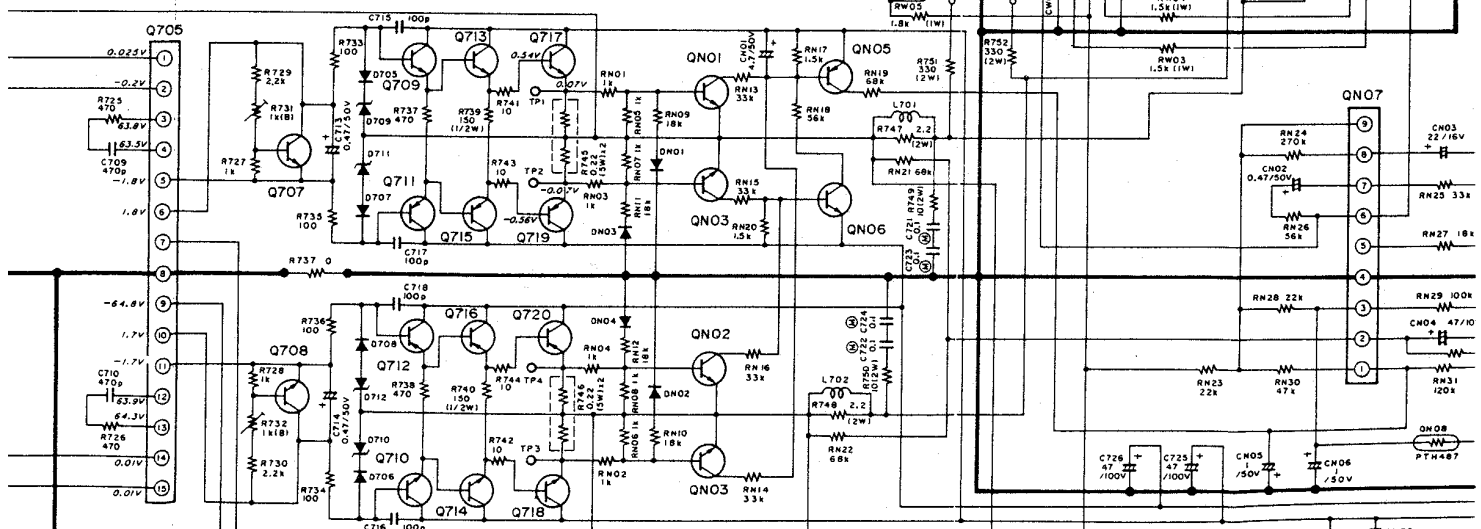 Q705
0.025V
1
-0.2V
2
R725
470
63.8V
3
63.5V
4
C709
470p
-1.8V
5
1.8V
6
7
8
-64.8V
9
1.7V
10
-1.7V
11
C710
470p
63.9V
12
64.3V
13
R726
470
14
0.01V
15
0.01V
R729
2.2k
R731
1k(B)
R727
1k
Q707
R733
100
C713
0.47/50V
R735
100
C715
100p
D705
D709
D711
D707
Q709
R737
470
Q711
C717
100p
Q713
R739
150
(1/2W)
Q715
0.54V
R741
10
R743
10
-0.56V
Q717
0.07V
TP1
R745
0.22
(5W)x2
TP2
-0.07V
Q719
RN01
1k
RN05 1k
RN07 1k
RN03
1k
RN11
18k
DN03
RN09
18k
DN01
QN01
RN13
33k
CN01
4.7/50V
RN17
1.5k
RN18
56k
QN03
RN15
33k
RN20
1.5k
QN05
RN19
68k
QN06
L701
R747
2.2
(2W)
RN21 68k
R749
10(2W)
C721
0.1
C723
0.1
RW05
1.8k
(1W)
R751
330
(2W)
R752
330
(2W)
CW
RW04
1.5k(1W)
RW03
1.5k (1W)
R737 0
R728
1k
R732
1k(B)
R730
2.2k
Q708
R736
100
C714
0.47/50V
R734
100
C718
100p
D708
D712
D710
D706
Q712
R738
470
Q710
C716
100p
Q716
R740
150
(1/2W)
Q714
R744
10
R742
10
Q720
TP4
R746
0.22
(5W)x2
TP3
Q718
DN04
RN04
1k
RN12
18k
RN08 1k
RN06 1k
RN02
1k
DN02
RN10
18k
QN02
RN16
33k
QN03
RN14
33k
C724
0.1
C722
0.1
R750
10(2W)
L702
R748
2.2
(2W)
RN22
68k
QN07
9
8
7
6
5
4
3
2
1
RN24
270k
CN02
0.47/50V
RN26
56k
CN03
22/16V
RN25 33k
RN27 18k
RN28 22k
RN29 100k
CN04 47/10
RN23
22k
RN30
47k
RN31
120k
C726
47
/100V
C725
47
/100V
CN05
1
/50V
CN06
1
/50V
QN08
PTH487